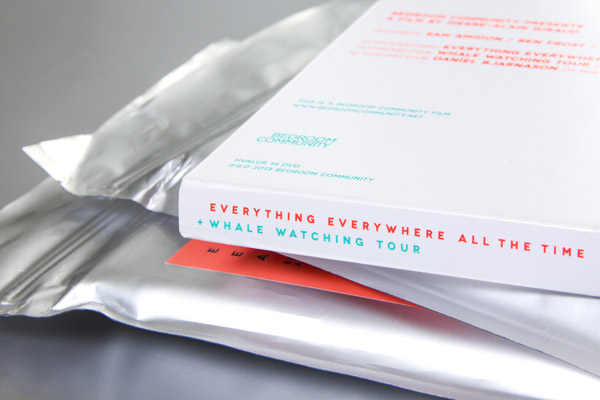 BEDROOM COMMUNITY PRESENTS
A FILM BY PIERRE-ALAIN GIRAUD
SAM AMIDON / BEN FROST /
EVERYTHING EVERYWHERE
WHALE WATCHING TOUR
DANIEL BJARNASON
THIS IS A BEDROOM COMMUNITY FILM
WWW.BEDROOMCOMMUNITY.NET
BEDROOM
COMMUNITY
HVALUR 14 DVD
2013 BEDROOM COMMUNITY
EVERYTHING EVERYWHERE ALL THE TIME
+ WHALE WATCHING TOUR
E
E A